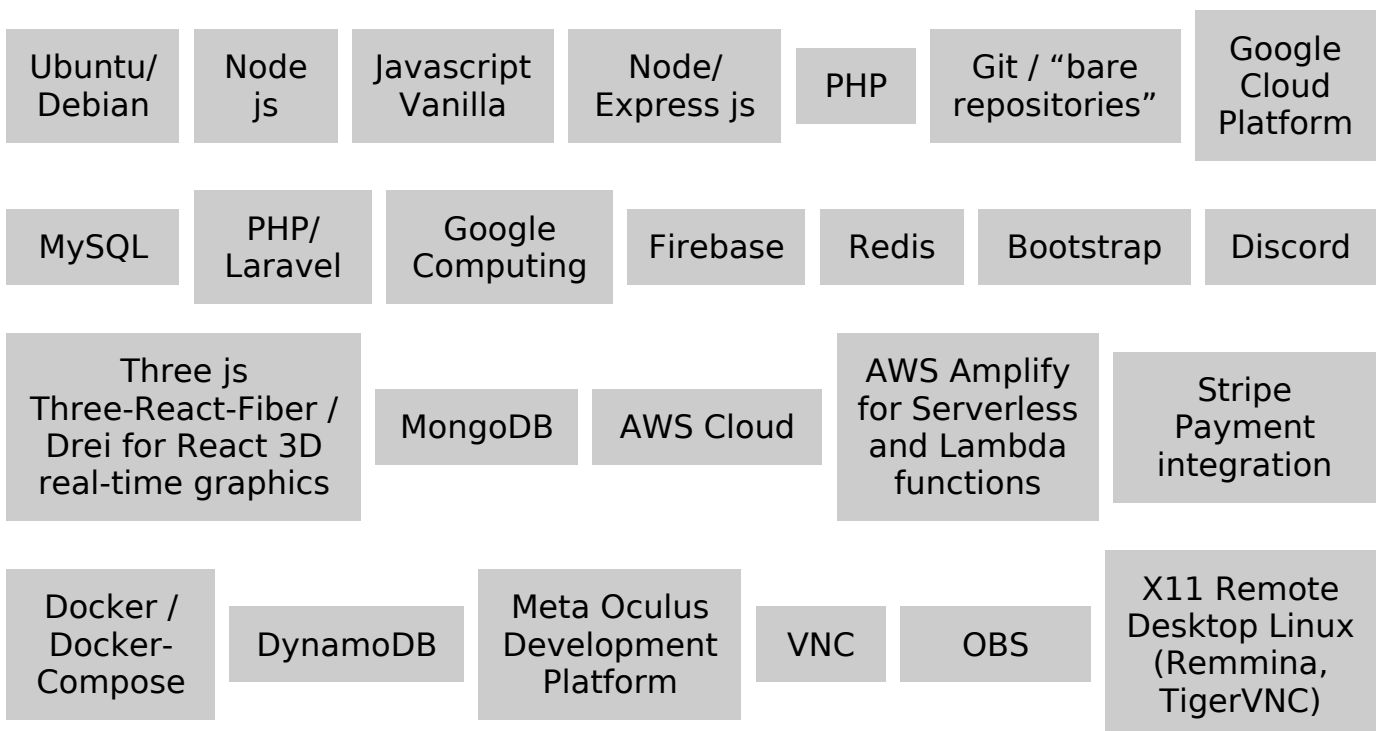 Ubuntu/
Debian
Node
js
Javascript
Vanilla
Node/
Express js
PHP
Git / “bare
repositories”
Google
Cloud
Platform
MySQL
PHP/
Laravel
Google
Computing
Firebase
Redis
Bootstrap
Discord
Three js
Three-React-Fiber /
Drei for React 3D
real-time graphics
MongoDB
AWS Cloud
AWS Amplify
for Serverless
and Lambda
functions
Stripe
Payment
integration
Docker /
Docker-
Compose
DynamoDB
Meta Oculus
Development
Platform
VNC
OBS
X11 Remote
Desktop Linux
(Remmina,
TigerVNC)